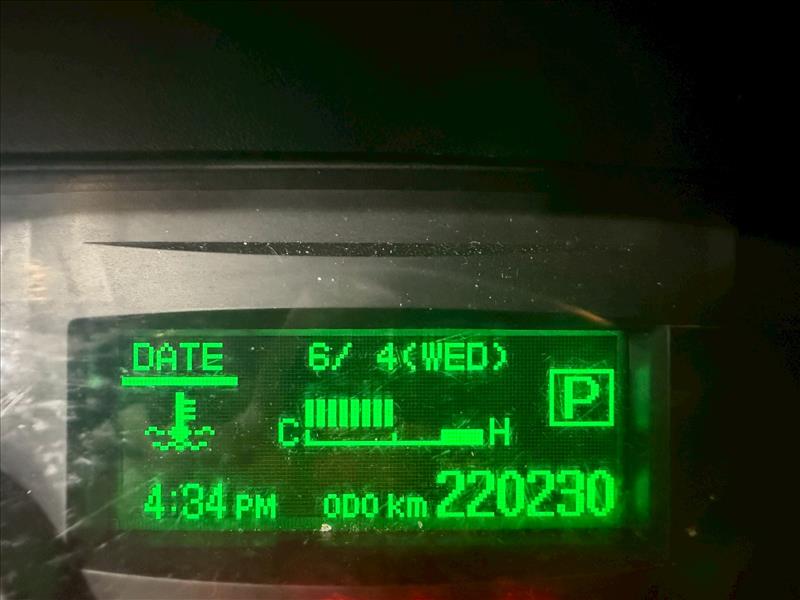 DATE 6/ 4(WED)
P
C H
4:34 PM ODO km 220230